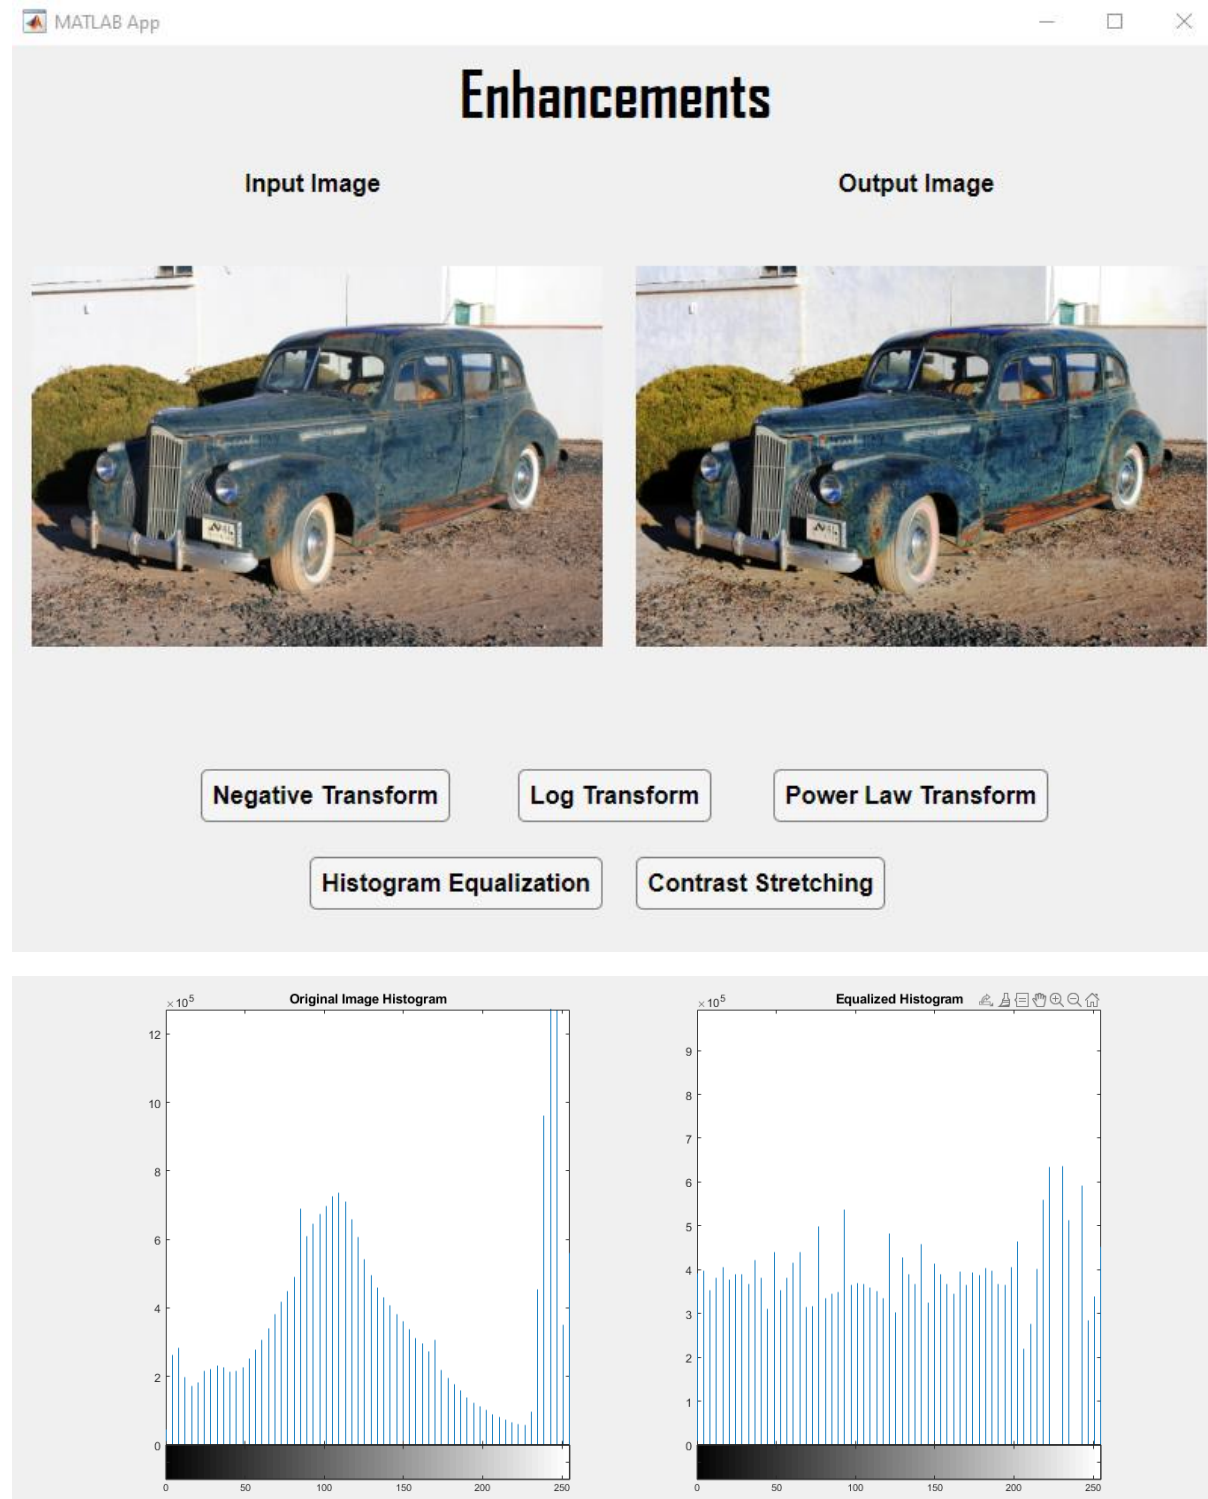 MATLAB App
Enhancements
Input Image
Output Image
L
L
Negative Transform
Log Transform
Power Law Transform
Histogram Equalization
Contrast Stretching
×10⁵
Original Image Histogram
12
10
8
6
4
2
0
0 50 100 150 200 250
×10⁵
Equalized Histogram
9
8
7
6
5
4
3
2
1
0
0 50 100 150 200 250